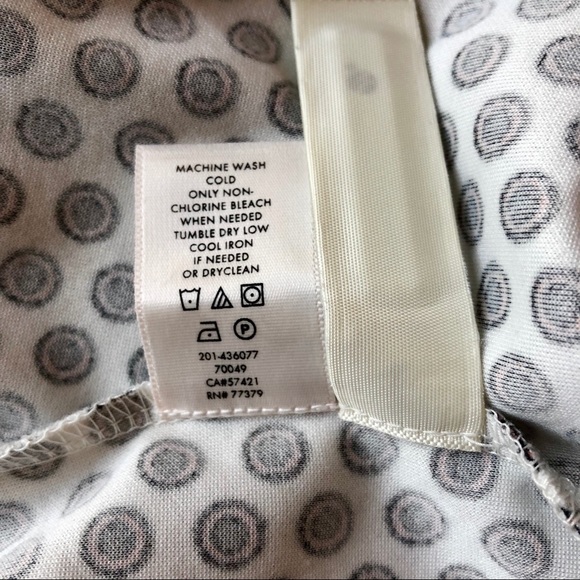 MACHINE WASH
COLD
ONLY NON-
CHLORINE BLEACH
WHEN NEEDED
TUMBLE DRY LOW
COOL IRON
IF NEEDED
OR DRYCLEAN
P
201-436077
70049
CA#57421
RN# 77379